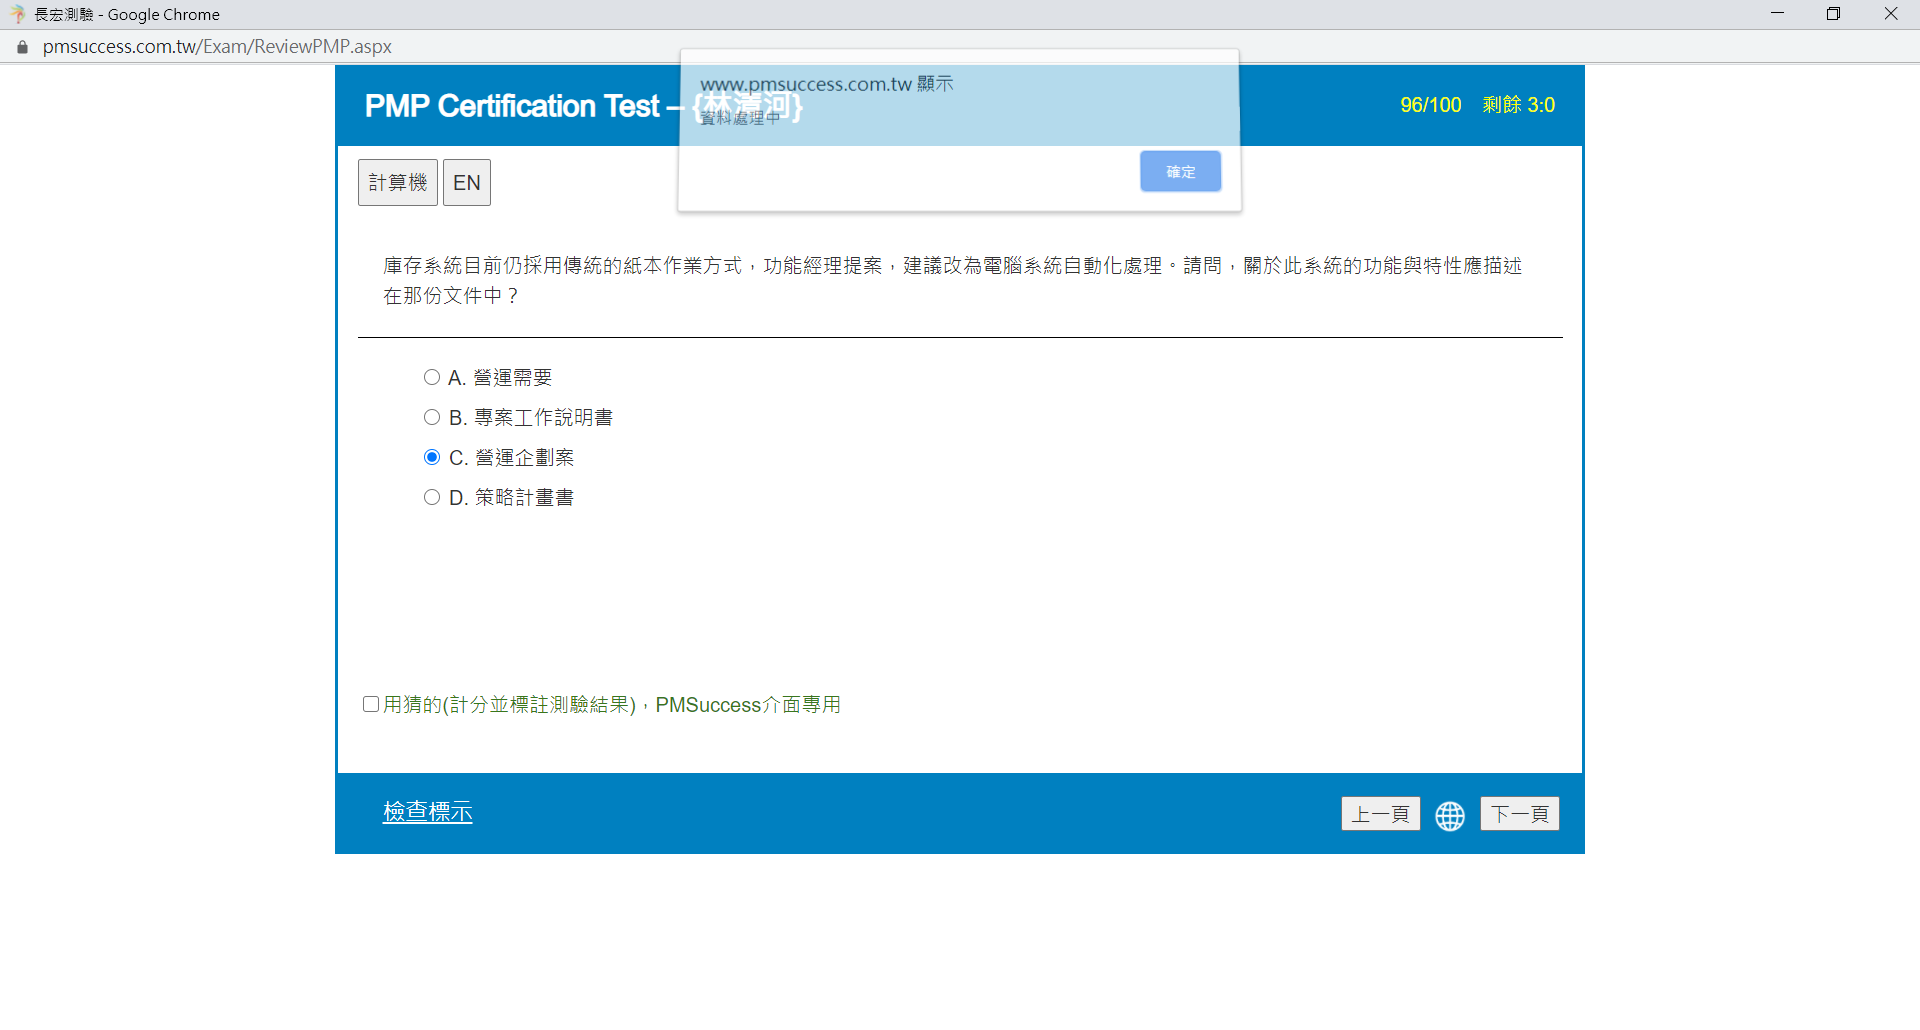 長宏測驗 - Google Chrome
pmsuccess.com.tw/Exam/ReviewPMP.aspx
www.pmsuccess.com.tw 顯示
PMP Certification Test – {林清河}
資料處理中
96/100 剩餘 3:0
確定
計算機 EN
庫存系統目前仍採用傳統的紙本作業方式，功能經理提案，建議改為電腦系統自動化處理。請問，關於此系統的功能與特性應描述
在那份文件中？
A. 營運需要
B. 專案工作說明書
C. 營運企劃案
D. 策略計畫書
用猜的(計分並標註測驗結果)，PMSuccess介面專用
檢查標示
上一頁 下一頁